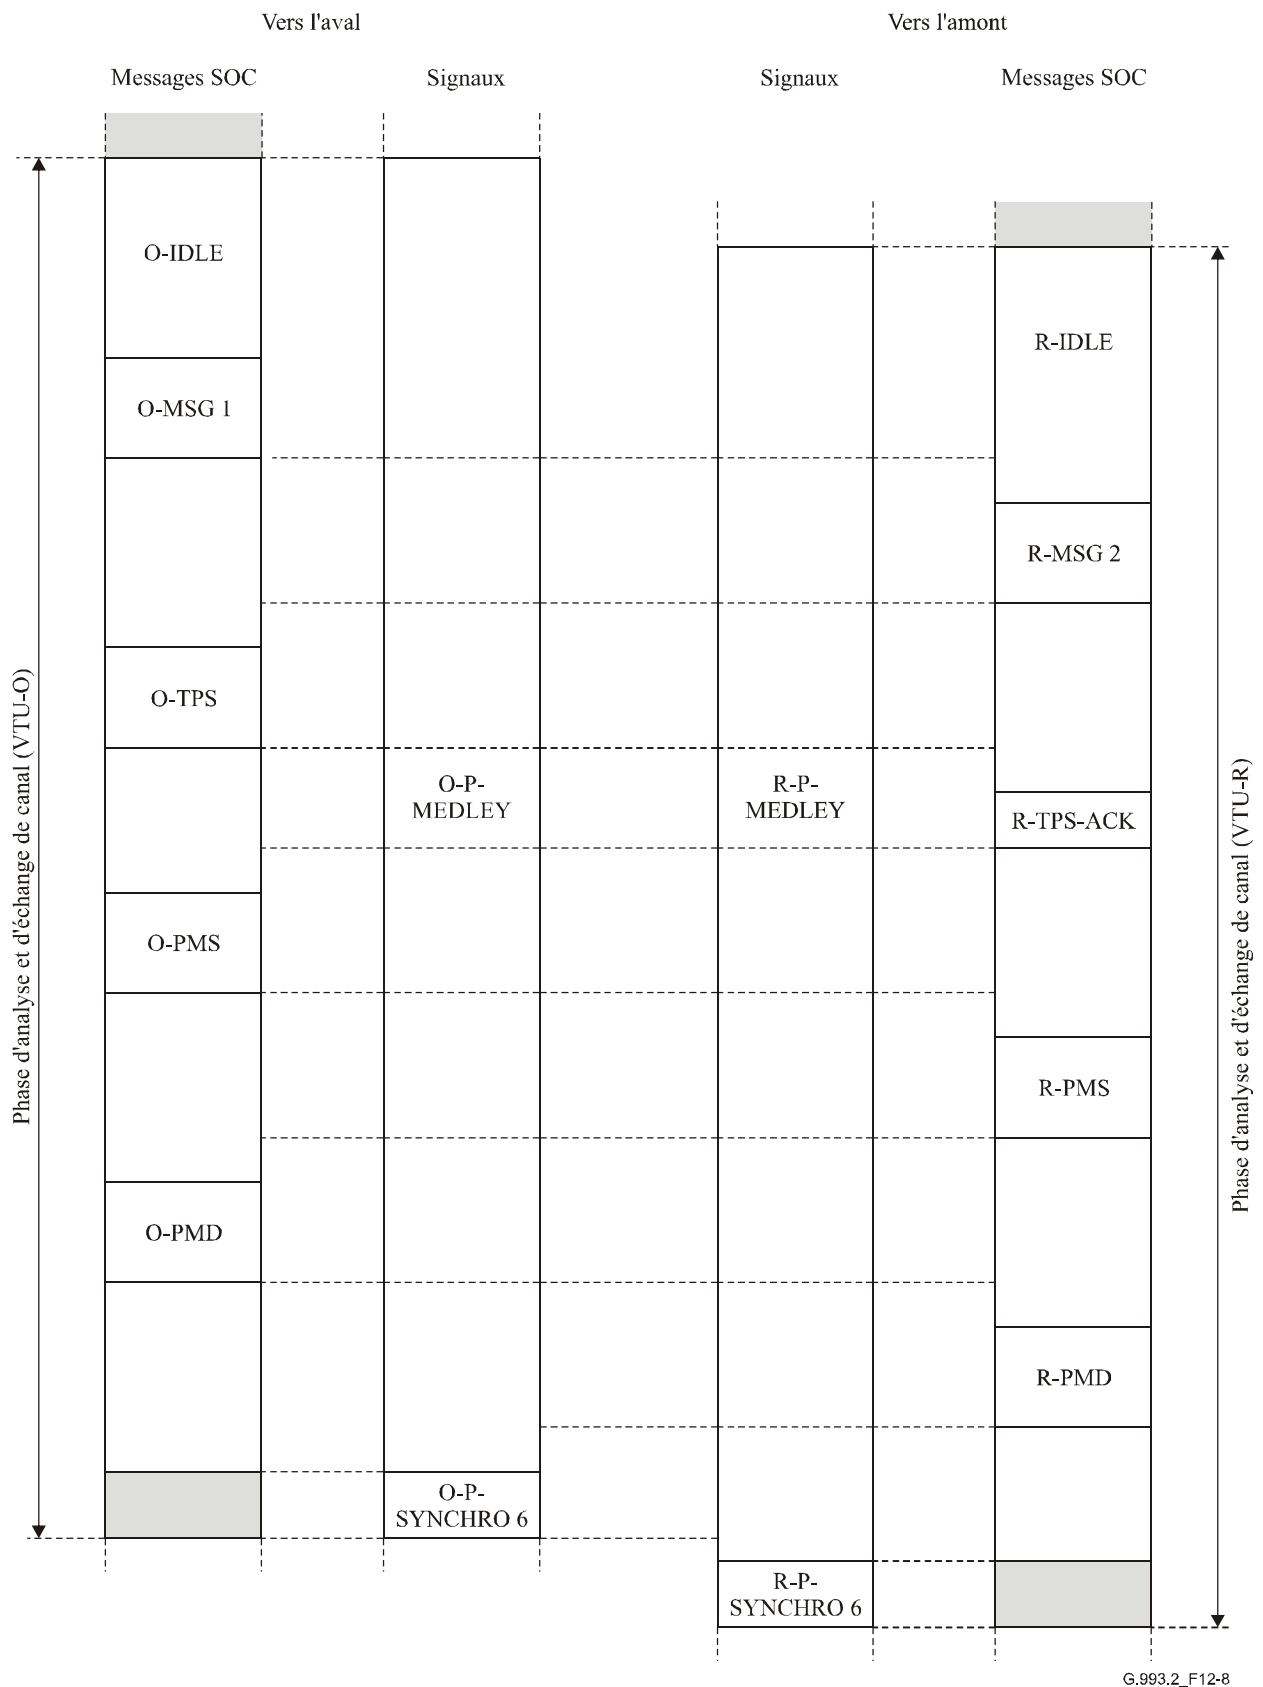 Vers l'aval
Vers l'amont
Messages SOC
Signaux
Signaux
Messages SOC
O-IDLE
R-IDLE
O-MSG 1
R-MSG 2
O-TPS
O-P-
MEDLEY
R-P-
MEDLEY
R-TPS-ACK
O-PMS
R-PMS
O-PMD
R-PMD
O-P-
SYNCHRO 6
R-P-
SYNCHRO 6
Phase d'analyse et d'échange de canal (VTU-O)
Phase d'analyse et d'échange de canal (VTU-R)
G.993.2_F12-8